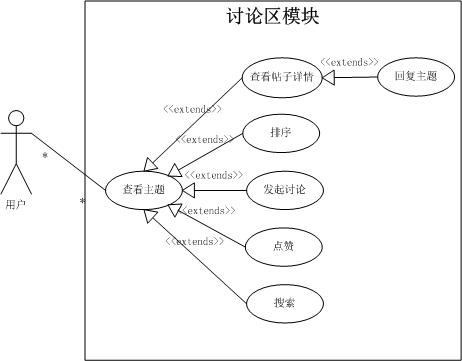 讨论区模块
<<extends>>
查看帖子详情
回复主题
<<extends>>
排序
<<extends>>
*
<<extends>>
查看主题
发起讨论
用户
*
<<extends>>
<<extends>>
点赞
搜索